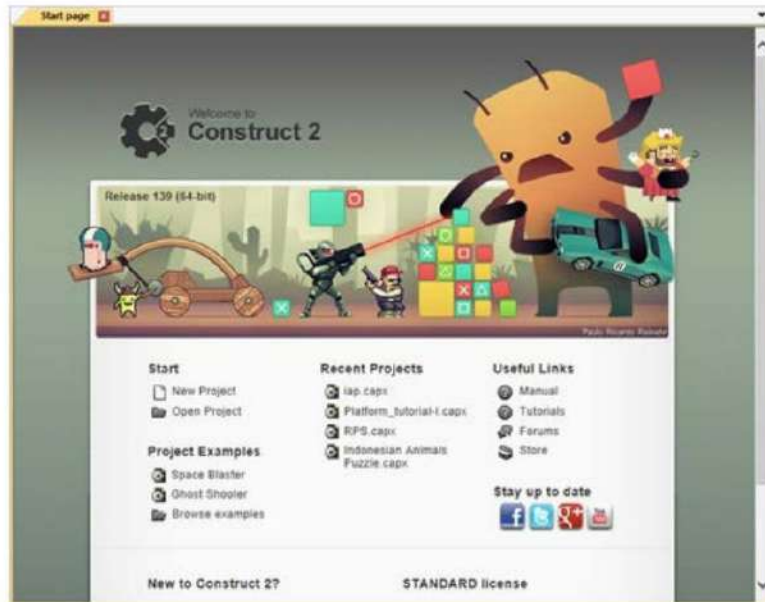 Start page
Welcome to
Construct 2
Release 139 (64-bit)
Start
New Project
Open Project
Project Examples
Space Blaster
Ghost Shooter
Browse examples
Recent Projects
iap.capx
Platform_tutorial-I.capx
RPS.capx
Indonesian Animals
Puzzle.capx
Useful Links
Manual
Tutorials
Forums
Store
Stay up to date
New to Construct 2?
STANDARD license